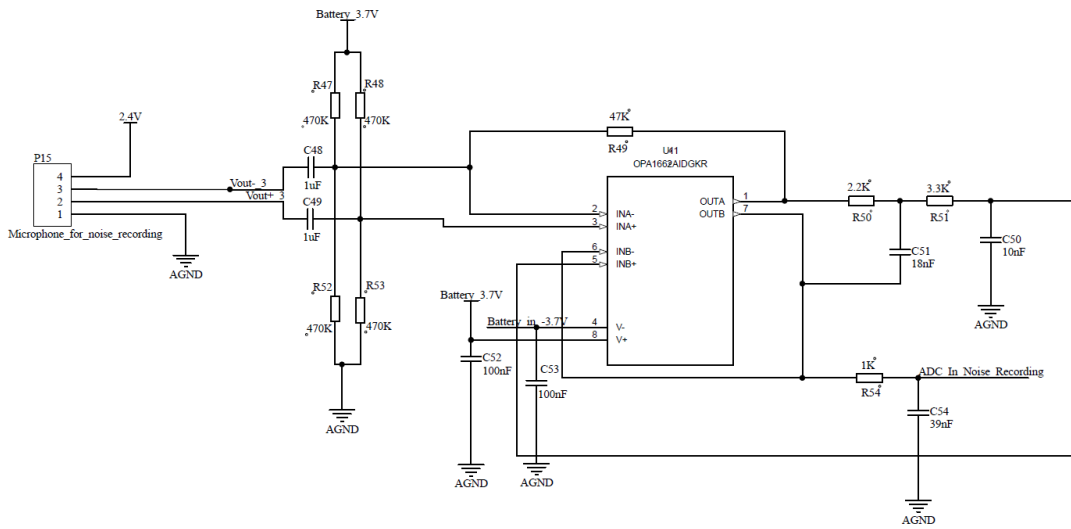 Battery_3.7V
R47
R48
470K
470K
2.4V
P15
4
3
2
1
Vout-_3
Vout+_3
C48
1uF
C49
1uF
Microphone_for_noise_recording
AGND
R52
R53
470K
470K
AGND
47K
R49
U41
OPA1662AIDGKR
2
3
6
5
4
8
INA-
INA+
INB-
INB+
V-
V+
OUTA
OUTB
1
7
2.2K
R50
3.3K
R51
C51
18nF
C50
10nF
AGND
Battery_3.7V
Battery_in_-3.7V
C52
100nF
C53
100nF
AGND
AGND
1K
R54
ADC_In_Noise_Recording
C54
39nF
AGND